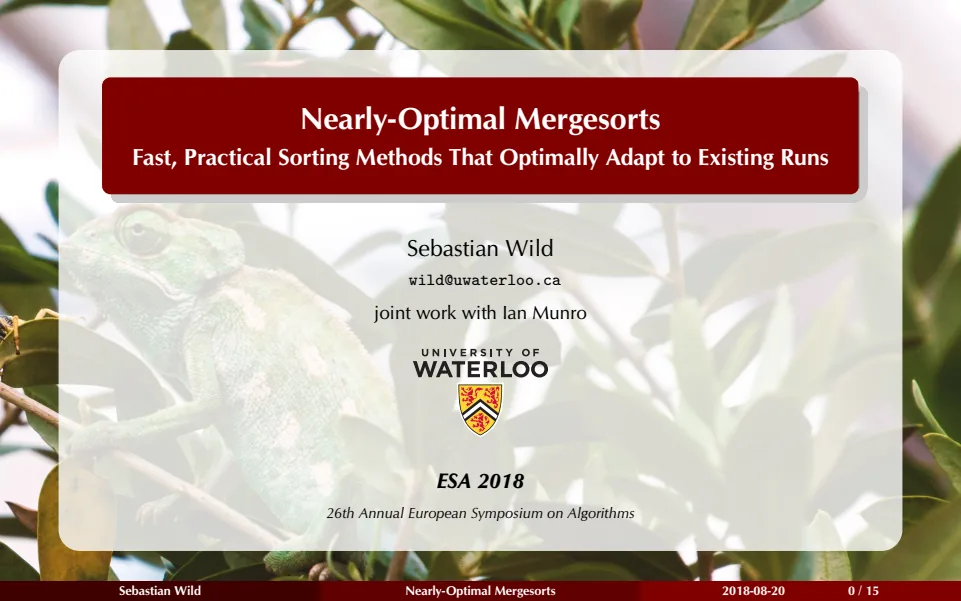 Nearly-Optimal Mergesorts
Fast, Practical Sorting Methods That Optimally Adapt to Existing Runs
Sebastian Wild
wild@uwaterloo.ca
joint work with Ian Munro
UNIVERSITY OF
WATERLOO
ESA 2018
26th Annual European Symposium on Algorithms
Sebastian Wild Nearly-Optimal Mergesorts 2018-08-20 0 / 15